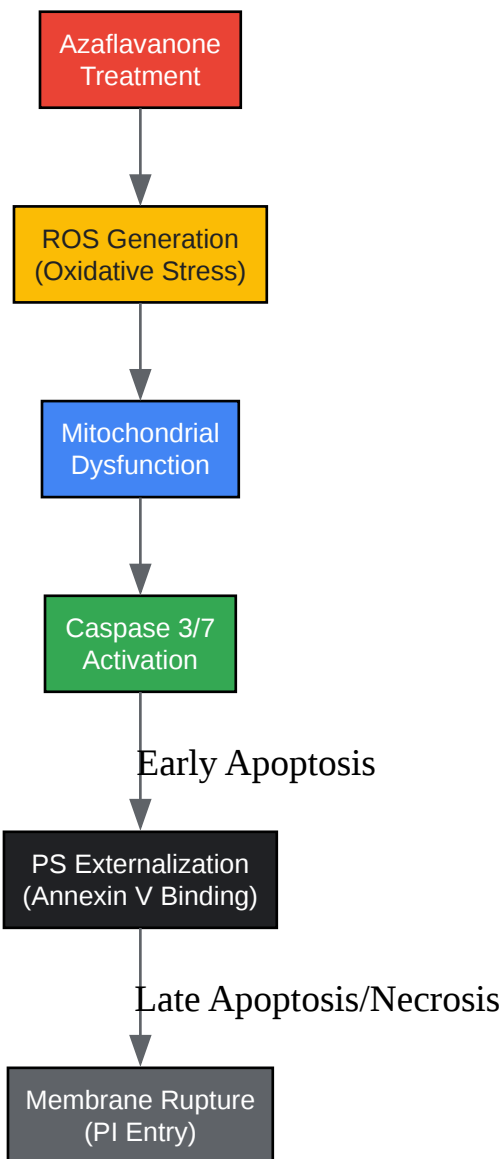 Azaflavanone
Treatment
ROS Generation
(Oxidative Stress)
Mitochondrial
Dysfunction
Caspase 3/7
Activation
Early Apoptosis
PS Externalization
(Annexin V Binding)
Late Apoptosis/Necrosis
Membrane Rupture
(PI Entry)